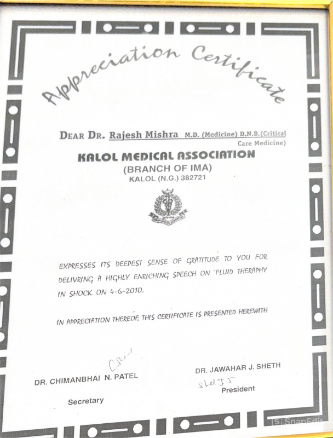 Appreciation Certificate
DEAR DR. Rajesh Mishra M.D. (Medicine) D.N.B.(Critical
Care Medicine)
KALOL MEDICAL ASSOCIATION
(BRANCH OF IMA)
KALOL (N.G.) 382721
EXPRESSES ITS DEEPEST SENSE OF GRATITUDE TO YOU FOR
DELIVRING A HIGHLY ENRICHING SPEECH ON "FLUID THERAPHY
IN SHOCK. ON 4-6-2010.
IN APPRECIATION THEREOF THIS CERTIFICATE IS PRESENTED HEREWITH
DR. CHIMANBHAI N. PATEL
Secretary
DR. JAWAHAR J. SHETH
President